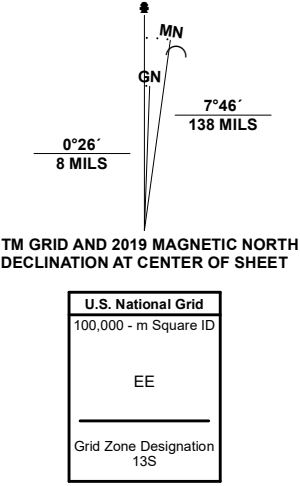 MN
GN
7°46´
138 MILS
0°26´
8 MILS
TM GRID AND 2019 MAGNETIC NORTH
DECLINATION AT CENTER OF SHEET
U.S. National Grid
100,000 - m Square ID
EE
Grid Zone Designation
13S